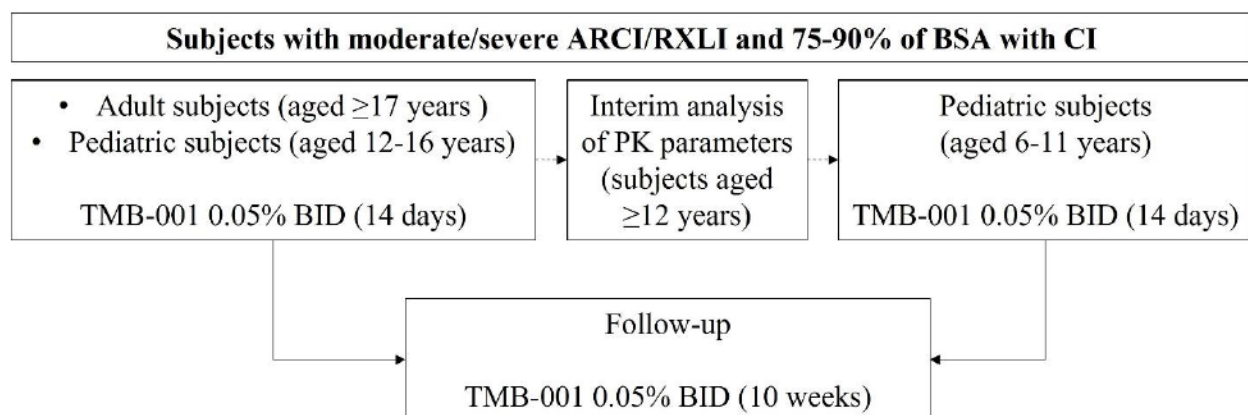 Subjects with moderate/severe ARCI/RXLI and 75-90% of BSA with CI
• Adult subjects (aged ≥17 years )
• Pediatric subjects (aged 12-16 years)
TMB-001 0.05% BID (14 days)
Interim analysis
of PK parameters
(subjects aged
≥12 years)
Pediatric subjects
(aged 6-11 years)
TMB-001 0.05% BID (14 days)
Follow-up
TMB-001 0.05% BID (10 weeks)